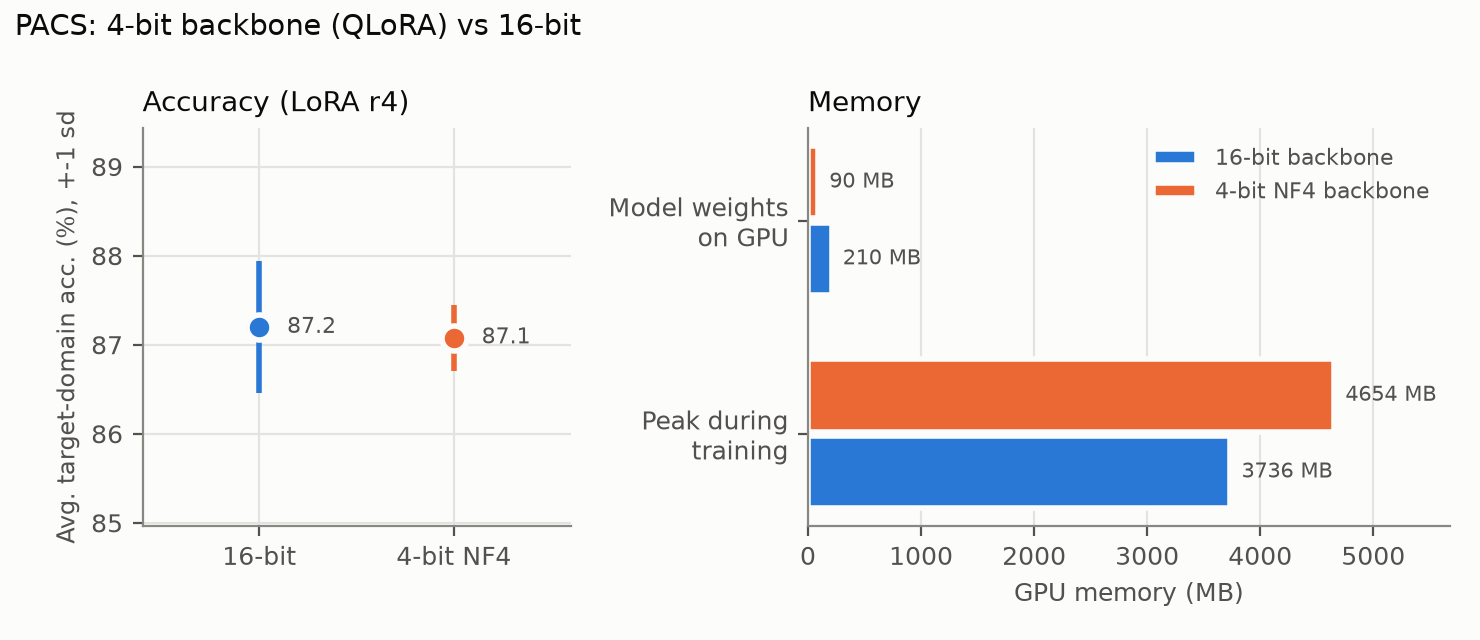 PACS: 4-bit backbone (QLoRA) vs 16-bit
Accuracy (LoRA r4)
Avg. target-domain acc. (%), +-1 sd
89
88
87
86
85
87.2
87.1
16-bit
4-bit NF4
Memory
16-bit backbone
4-bit NF4 backbone
Model weights
on GPU
90 MB
210 MB
Peak during
training
4654 MB
3736 MB
0
1000
2000
3000
4000
5000
GPU memory (MB)